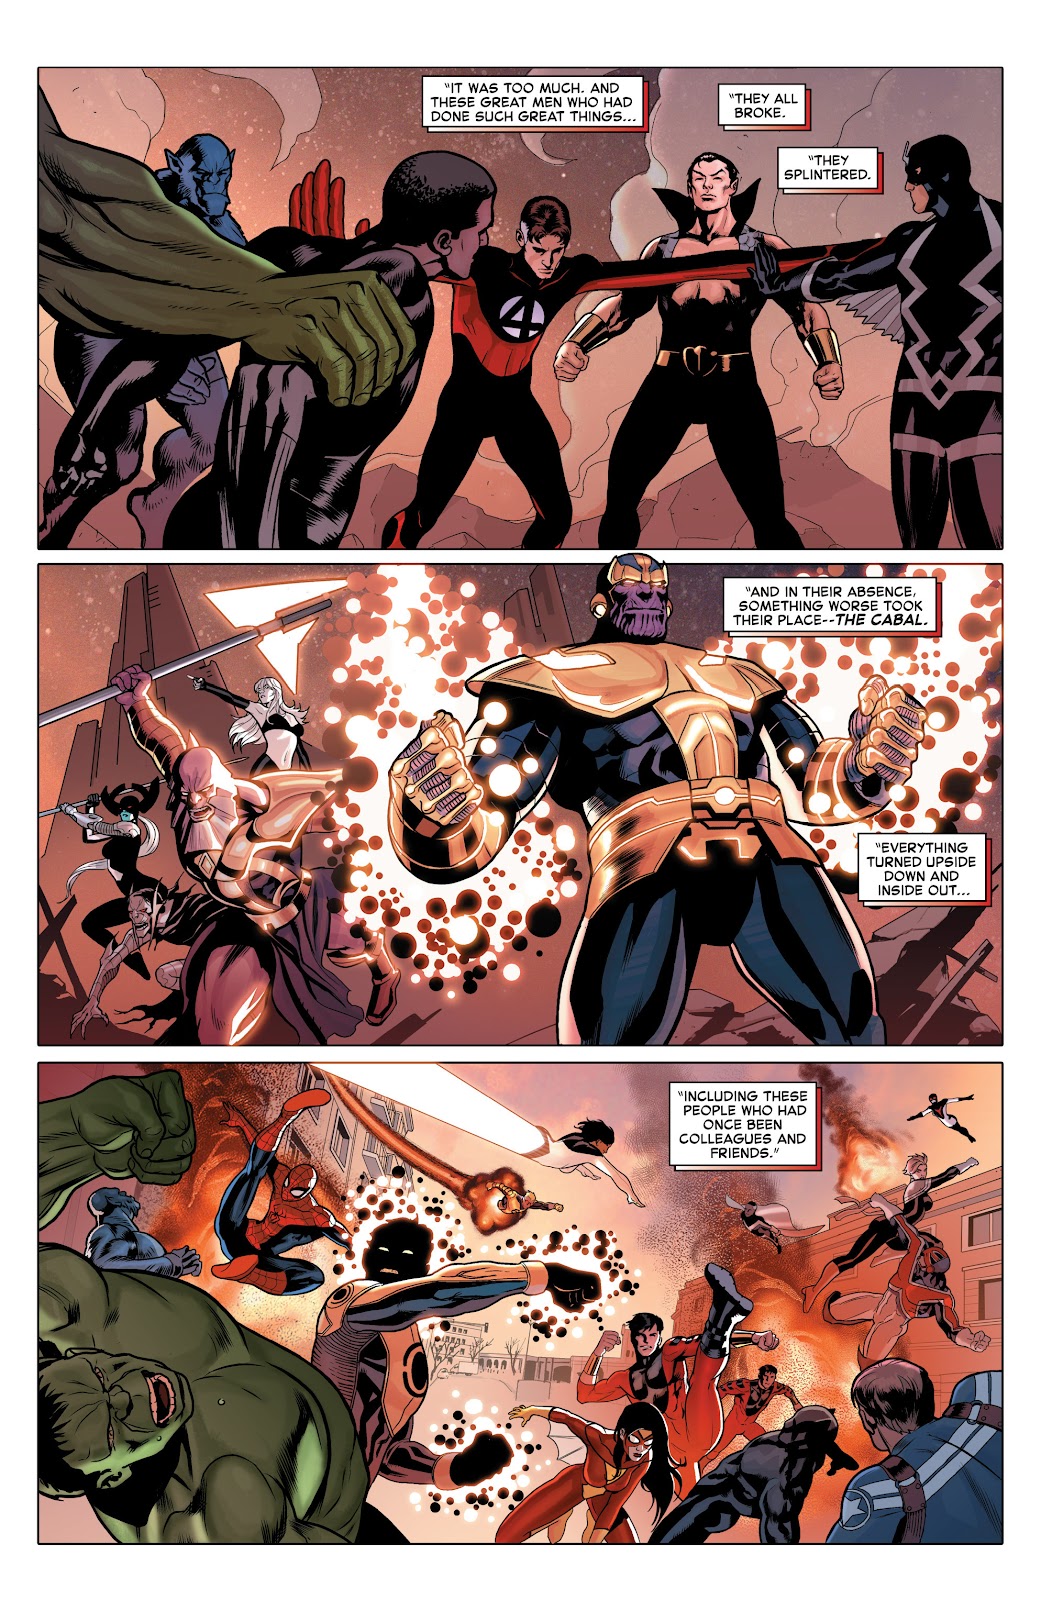 "IT WAS TOO MUCH. AND
THESE GREAT MEN WHO HAD
DONE SUCH GREAT THINGS...
"THEY ALL
BROKE.
"THEY
SPLINTERED.
4
"AND IN THEIR ABSENCE,
SOMETHING WORSE TOOK
THEIR PLACE--THE CABAL.
"EVERYTHING
TURNED UPSIDE
DOWN AND
INSIDE OUT...
"INCLUDING THESE
PEOPLE WHO HAD
ONCE BEEN
COLLEAGUES AND
FRIENDS."